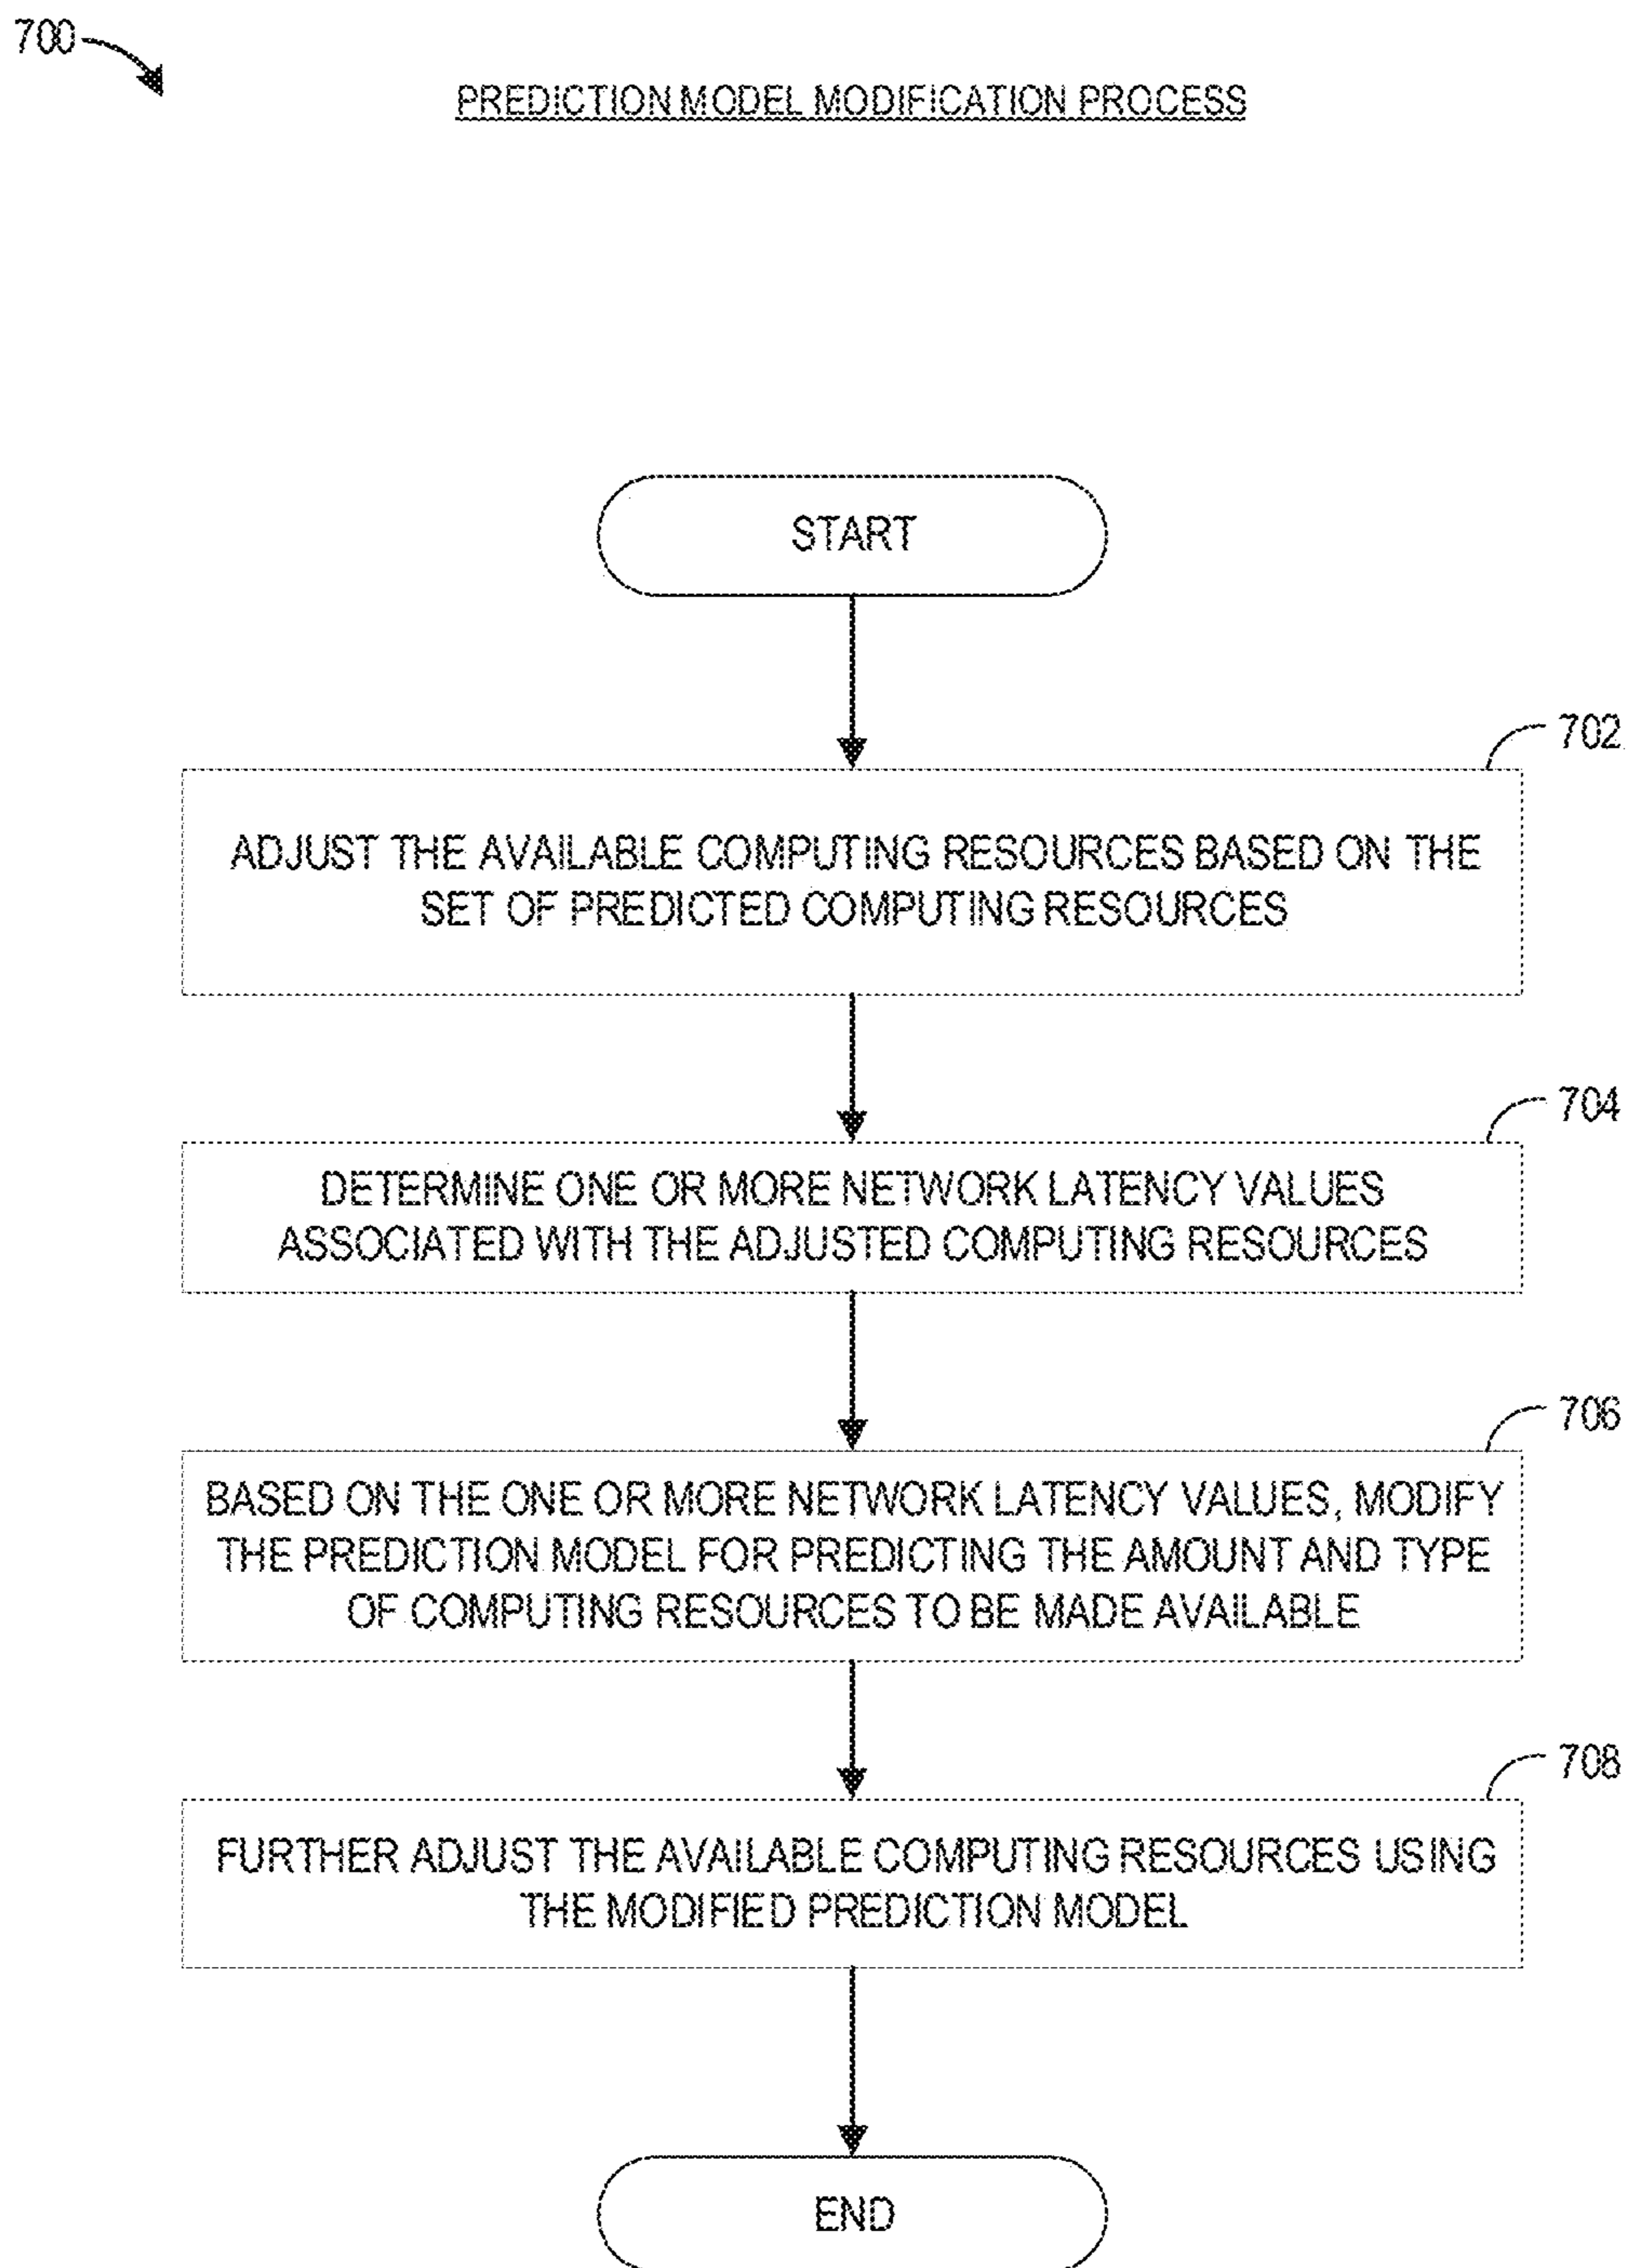 700
PREDICTION MODEL MODIFICATION PROCESS
START
702
ADJUST THE AVAILABLE COMPUTING RESOURCES BASED ON THE
SET OF PREDICTED COMPUTING RESOURCES
704
DETERMINE ONE OR MORE NETWORK LATENCY VALUES
ASSOCIATED WITH THE ADJUSTED COMPUTING RESOURCES
706
BASED ON THE ONE OR MORE NETWORK LATENCY VALUES, MODIFY
THE PREDICTION MODEL FOR PREDICTING THE AMOUNT AND TYPE
OF COMPUTING RESOURCES TO BE MADE AVAILABLE
708
FURTHER ADJUST THE AVAILABLE COMPUTING RESOURCES USING
THE MODIFIED PREDICTION MODEL
END